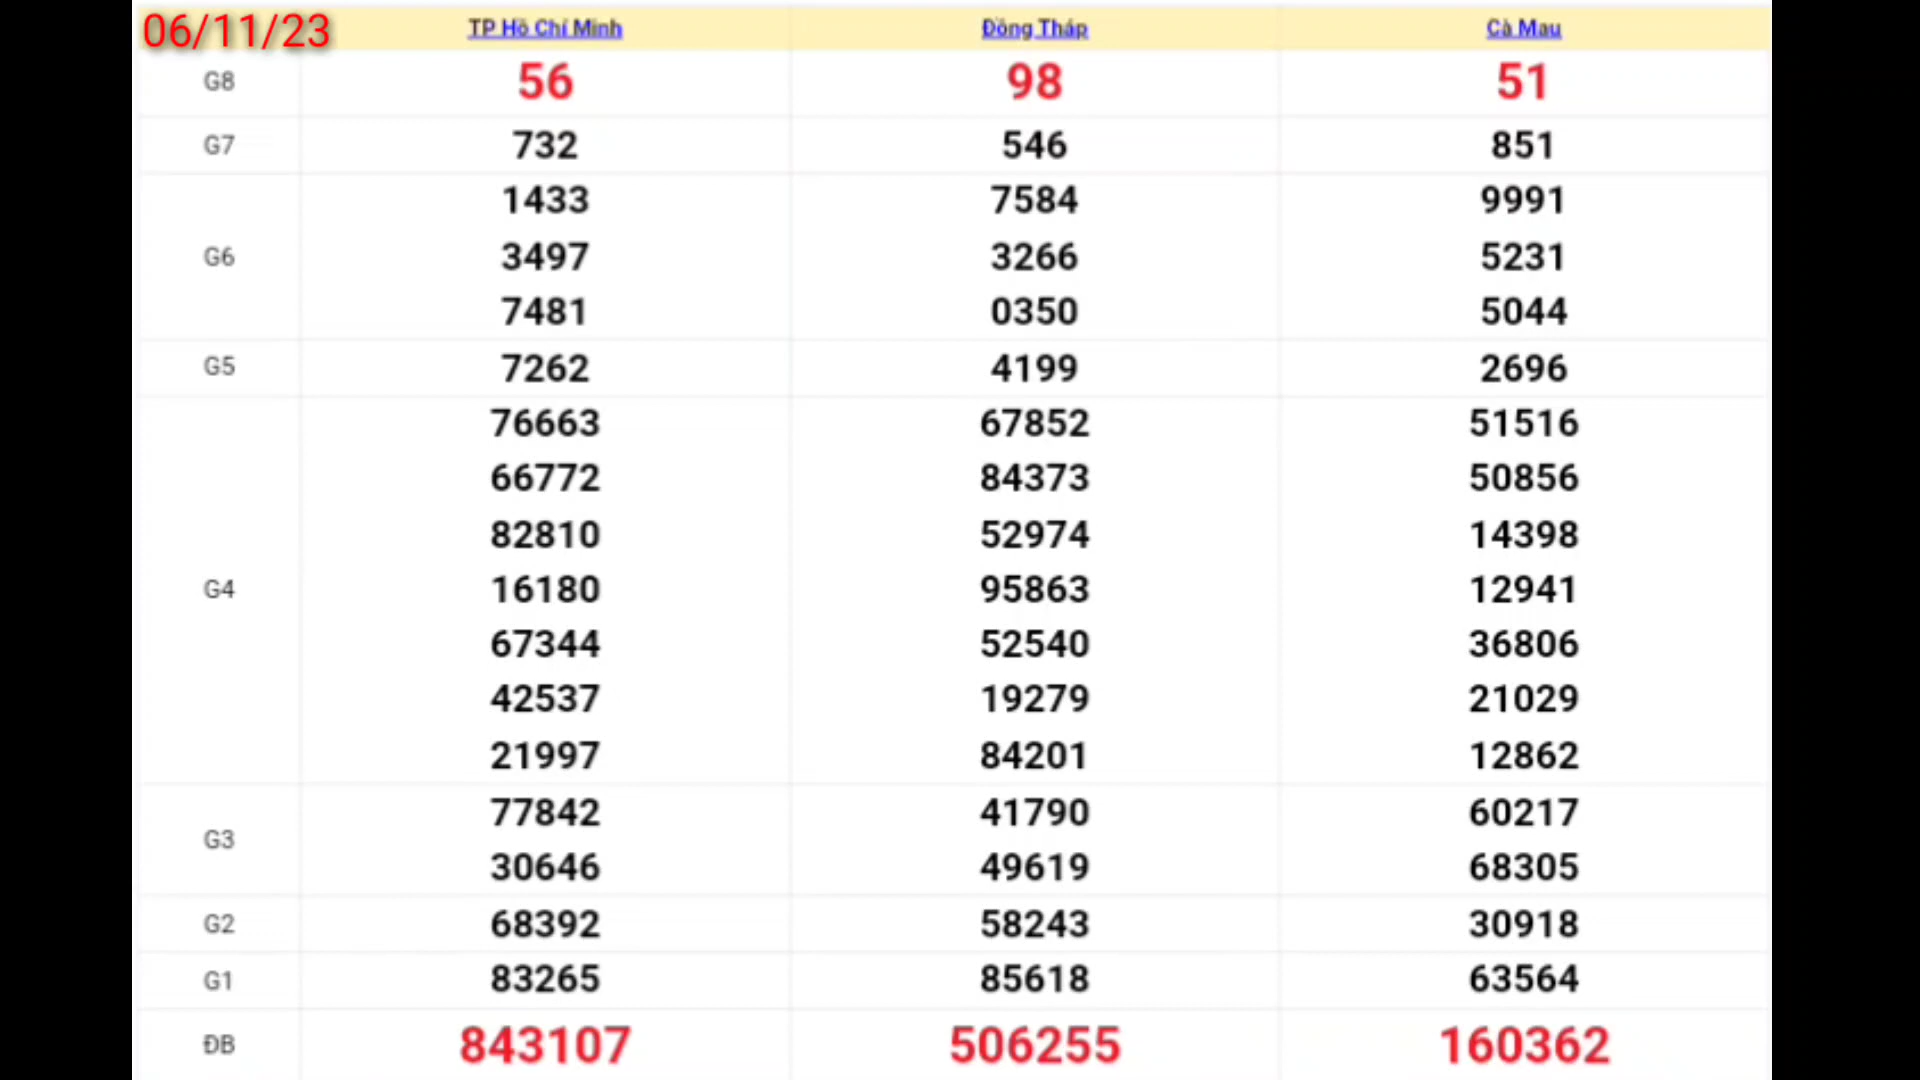 06/11/23 TP Hồ Chí Minh Đồng Tháp Cà Mau
G8 56 98 51
G7 732 546 851
1433 7584 9991
G6 3497 3266 5231
7481 0350 5044
G5 7262 4199 2696
76663 67852 51516
66772 84373 50856
82810 52974 14398
G4 16180 95863 12941
67344 52540 36806
42537 19279 21029
21997 84201 12862
77842 41790 60217
G3
30646 49619 68305
G2 68392 58243 30918
G1 83265 85618 63564
ĐB 843107 506255 160362